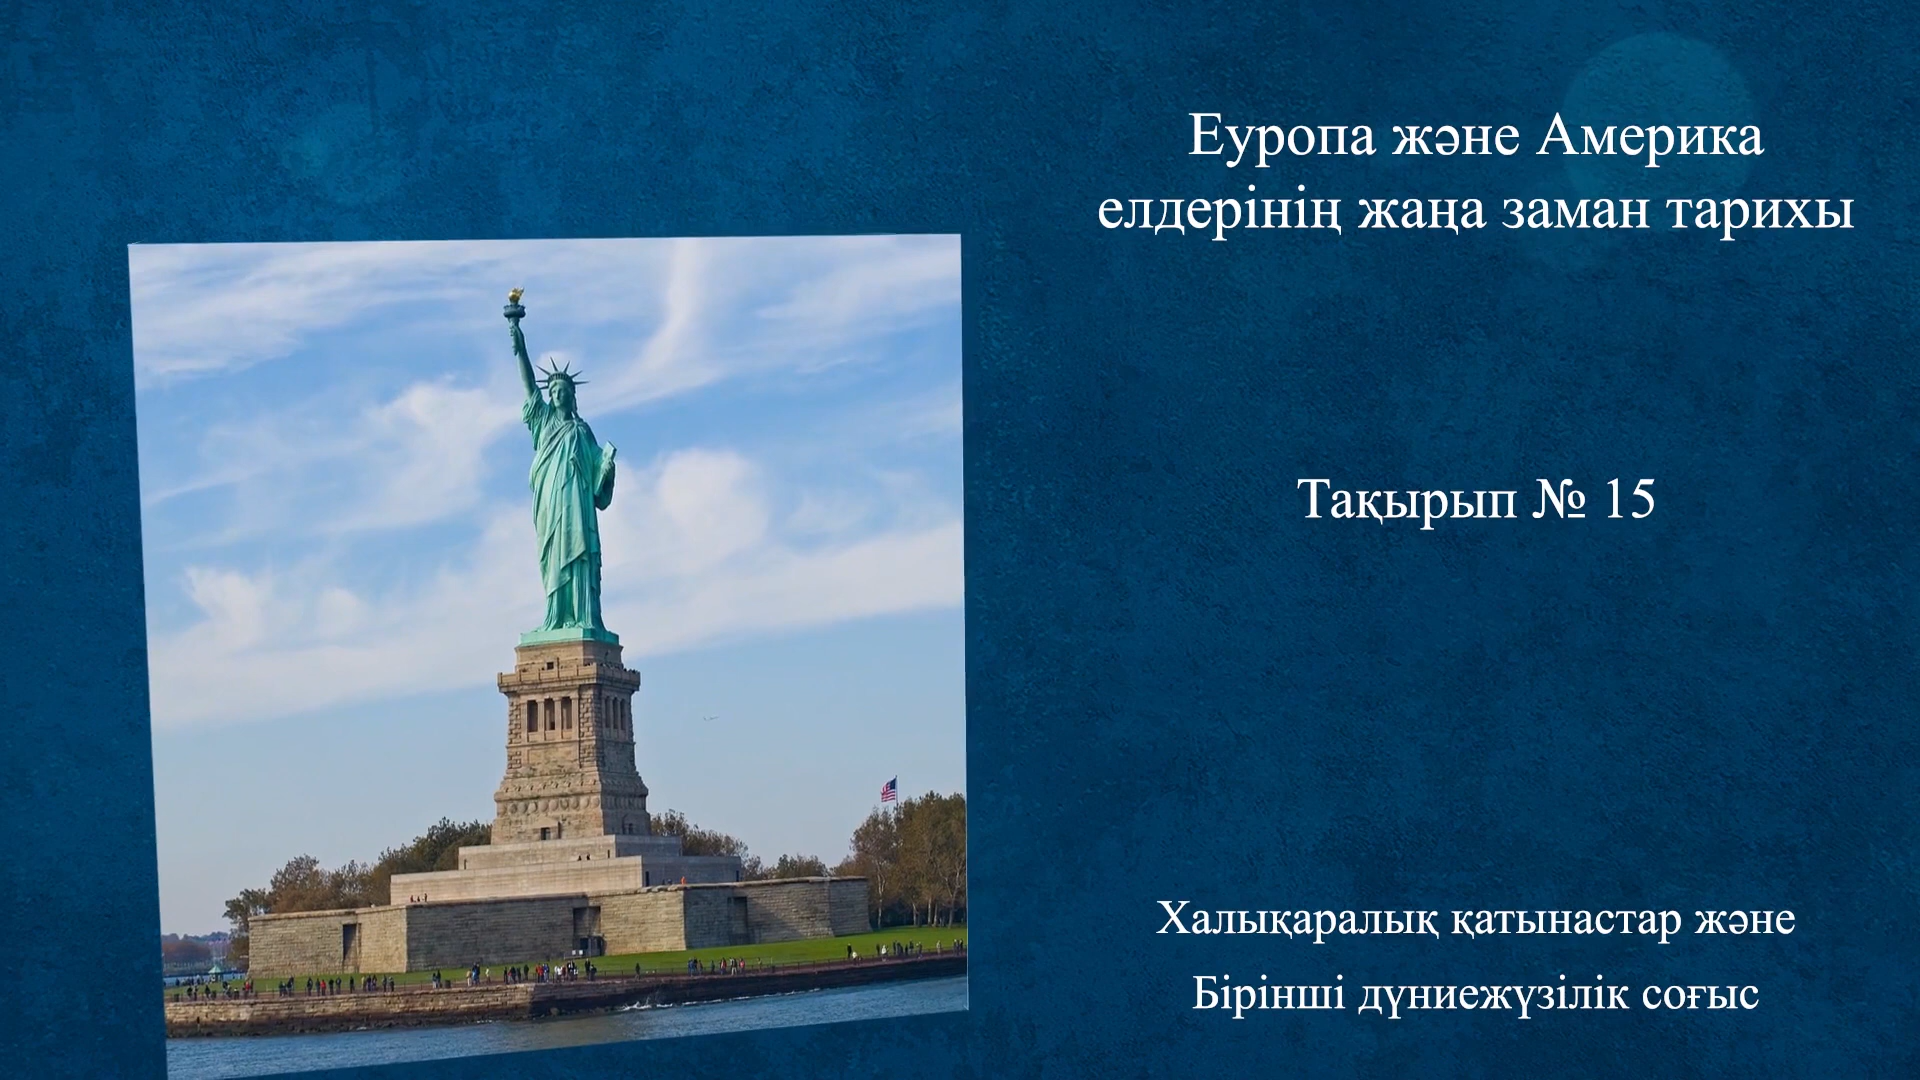 Еуропа және Америка
елдерінің жаңа заман тарихы
Тақырып № 15
Халықаралық қатынастар және
Бірінші дүниежүзілік соғыс